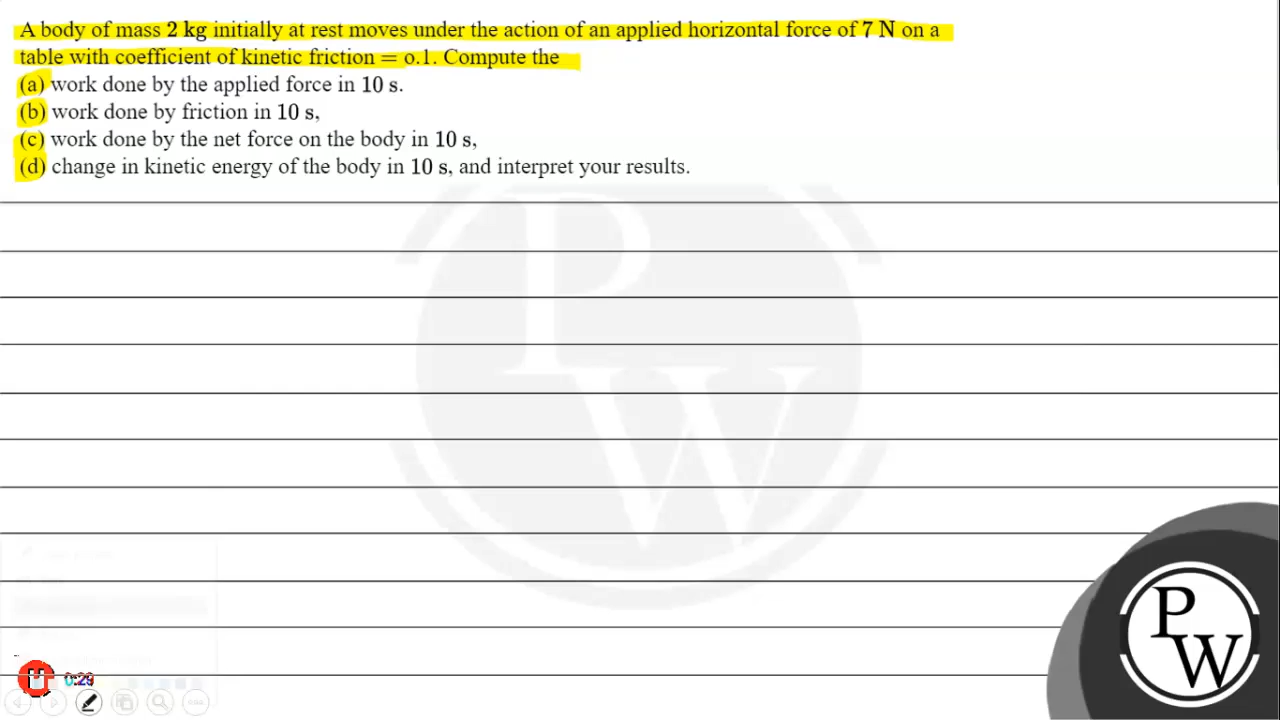 A body of mass 2 kg initially at rest moves under the action of an applied horizontal force of 7 N on a
table with coefficient of kinetic friction = o.1. Compute the
(a) work done by the applied force in 10 s.
(b) work done by friction in 10 s,
(c) work done by the net force on the body in 10 s,
(d) change in kinetic energy of the body in 10 s, and interpret your results.
P
W
P
W
0:29